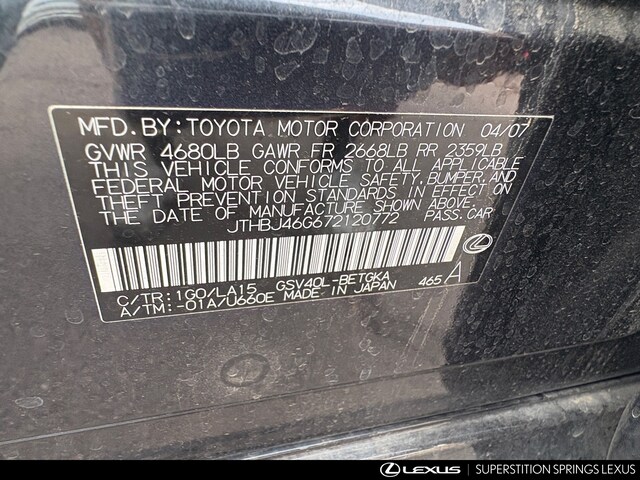 MFD.BY:TOYOTA MOTOR CORPORATION 04/07
GVWR 4680LB GAWR FR 2668LB RR 2359LB
THIS VEHICLE CONFORMS TO ALL APPLICABLE
FEDERAL MOTOR VEHICLE SAFETY,BUMPER,AND
THEFT PREVENTION STANDARDS IN EFFECT ON
THE DATE OF MANUFACTURE SHOWN ABOVE.
JTHBJ46G672120772 PASS.CAR
C/TR:1G0/LA15 GSV40L-BETGKA
A/TM:-01A/U660E MADE IN JAPAN 465 A
LEXUS | SUPERSTITION SPRINGS LEXUS